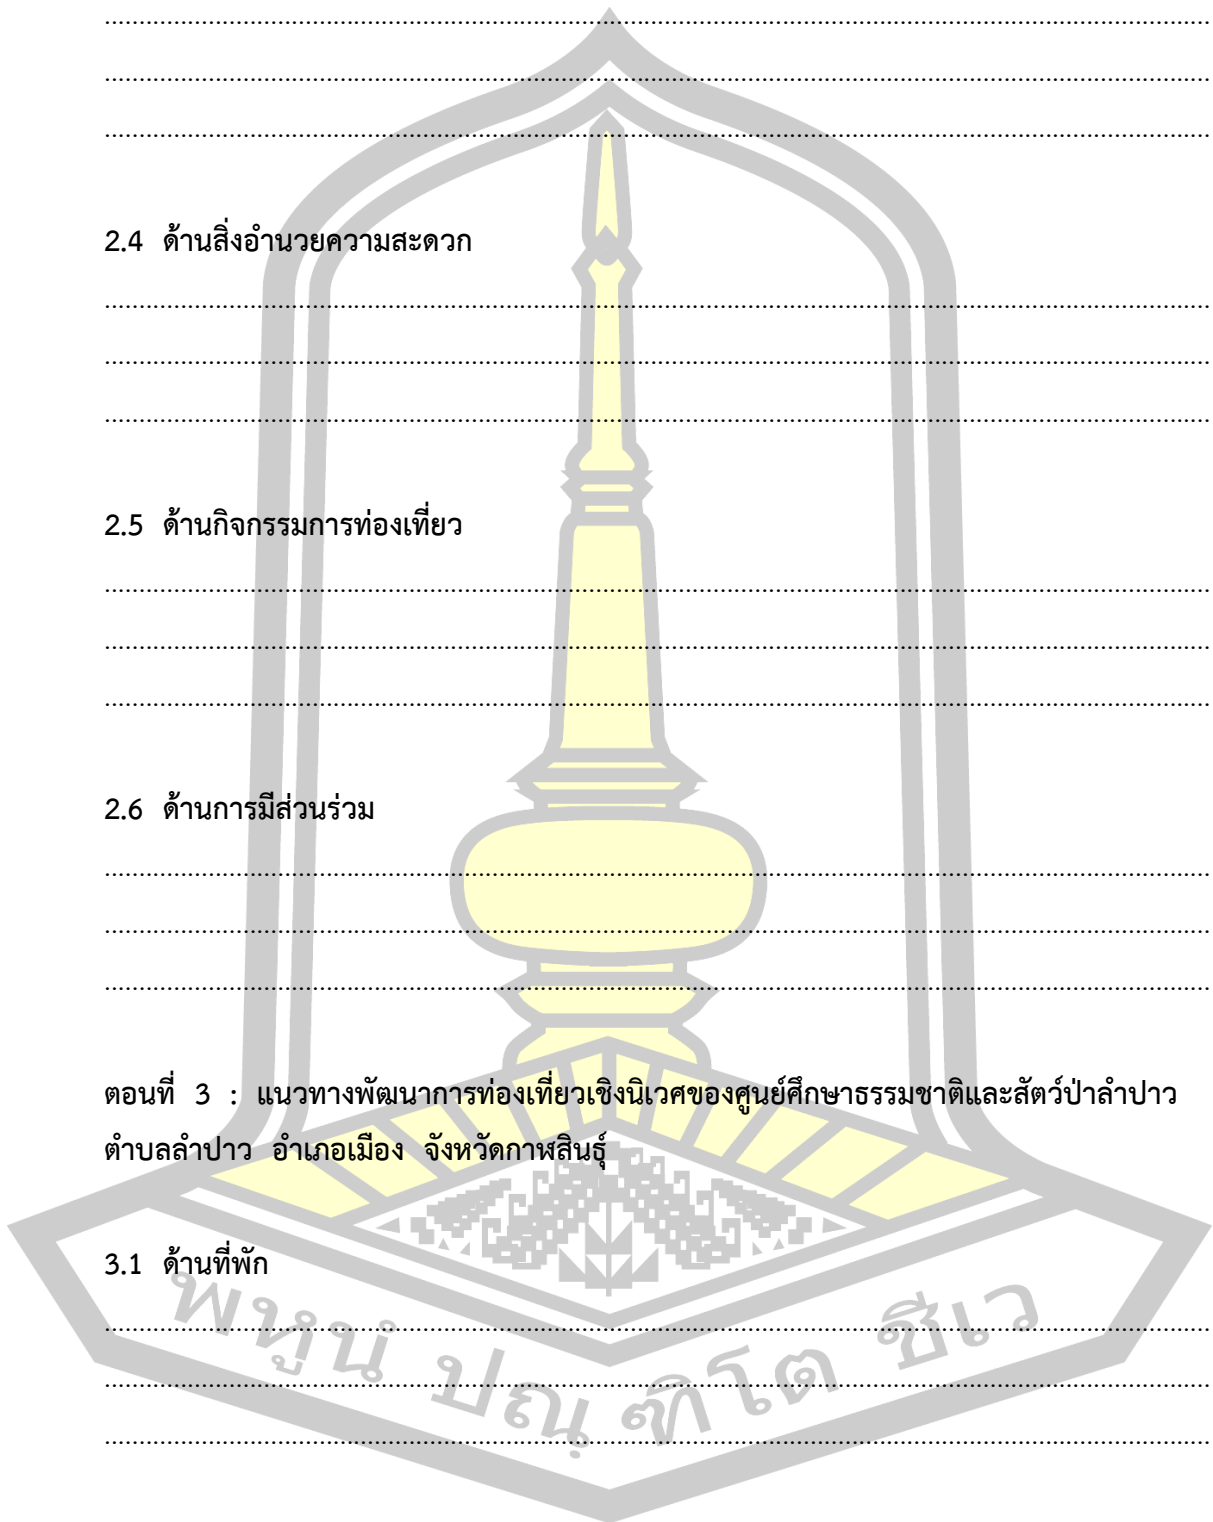 ................................................................................
................................................................................
................................................................................
2.4 ด้านสิ่งอำนวยความสะดวก
................................................................................
................................................................................
................................................................................
2.5 ด้านกิจกรรมการท่องเที่ยว
................................................................................
................................................................................
................................................................................
2.6 ด้านการมีส่วนร่วม
................................................................................
................................................................................
................................................................................
ตอนที่ 3 : แนวทางพัฒนาการท่องเที่ยวเชิงนิเวศของศูนย์ศึกษาธรรมชาติและสัตว์ป่าลำปาว
ตำบลลำปาว อำเภอเมือง จังหวัดกาฬสินธุ์
3.1 ด้านที่พัก
................................................................................
................................................................................
................................................................................
พหูนํ ปณฺฑิโต ชีเว